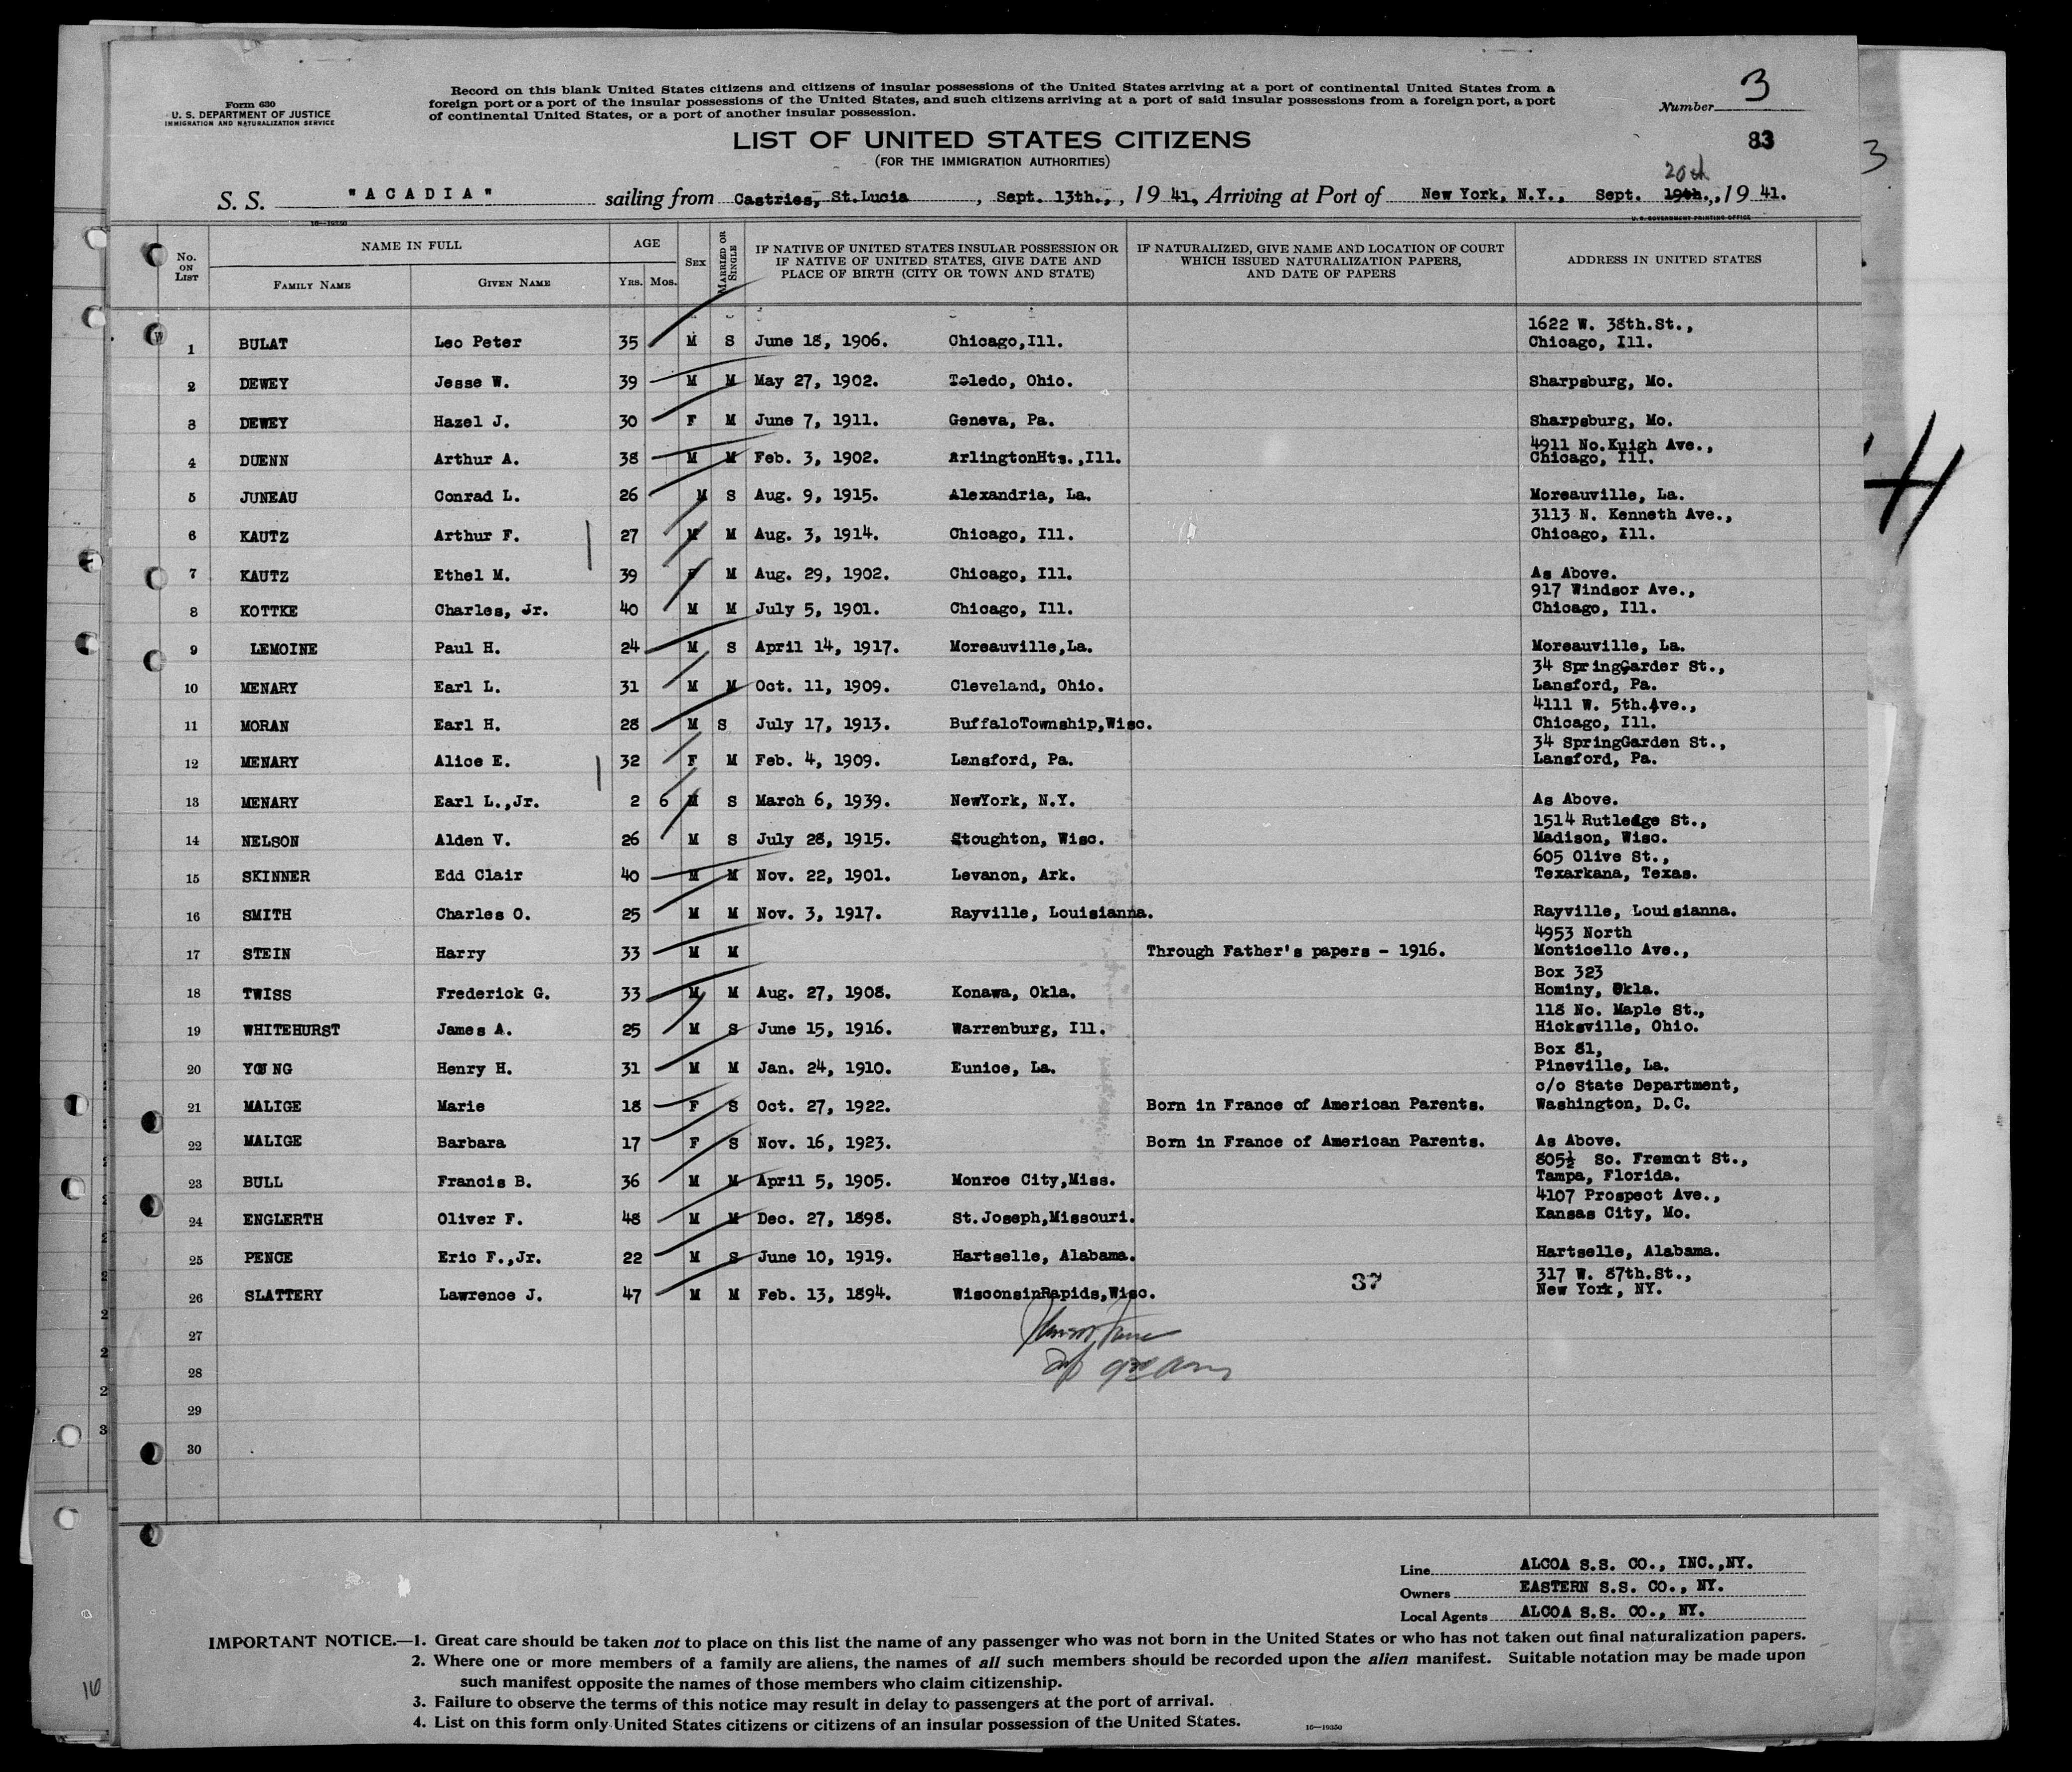 Form 630
U. S. DEPARTMENT OF JUSTICE
IMMIGRATION AND NATURALIZATION SERVICE
Record on this blank United States citizens and citizens of insular possessions of the United States arriving at a port of continental United States from a
foreign port or a port of the insular possessions of the United States, and such citizens arriving at a port of said insular possessions from a foreign port, a port
of continental United States, or a port of another insular possession.
Number 3
LIST OF UNITED STATES CITIZENS
(FOR THE IMMIGRATION AUTHORITIES)
83
3
20th
S. S. "ACADIA" sailing from Castries, St.Lucia, Sept. 13th., 19 41, Arriving at Port of New York, N.Y., Sept. 19th., 19 41.
16—19350
U. S. GOVERNMENT PRINTING OFFICE
No. ON LIST
NAME IN FULL
FAMILY NAME GIVEN NAME
AGE
YRS. MOS.
SEX
MARRIED OR SINGLE
IF NATIVE OF UNITED STATES INSULAR POSSESSION OR
IF NATIVE OF UNITED STATES, GIVE DATE AND
PLACE OF BIRTH (CITY OR TOWN AND STATE)
IF NATURALIZED, GIVE NAME AND LOCATION OF COURT
WHICH ISSUED NATURALIZATION PAPERS,
AND DATE OF PAPERS
ADDRESS IN UNITED STATES
1622 W. 38th.St.,
1 BULAT Leo Peter 35 M S June 18, 1906. Chicago,Ill. Chicago, Ill.
2 DEWEY Jesse W. 39 M M May 27, 1902. Toledo, Ohio. Sharpsburg, Mo.
3 DEWEY Hazel J. 30 F M June 7, 1911. Geneva, Pa. Sharpsburg, Mo.
4911 No.Kuigh Ave.,
4 DUENN Arthur A. 38 M M Feb. 3, 1902. ArlingtonHts.,Ill. Chicago, Ill.
5 JUNEAU Conrad L. 26 M S Aug. 9, 1915. Alexandria, La. Moreauville, La.
3113 N. Kenneth Ave.,
6 KAUTZ Arthur F. 27 M M Aug. 3, 1914. Chicago, Ill. Chicago, Ill.
7 KAUTZ Ethel M. 39 F M Aug. 29, 1902. Chicago, Ill. As Above.
917 Windsor Ave.,
8 KOTTKE Charles, Jr. 40 M M July 5, 1901. Chicago, Ill. Chicago, Ill.
9 LEMOINE Paul H. 24 M S April 14, 1917. Moreauville,La. Moreauville, La.
34 SpringGarder St.,
10 MENARY Earl L. 31 M M Oct. 11, 1909. Cleveland, Ohio. Lansford, Pa.
4111 W. 5th.Ave.,
11 MORAN Earl H. 28 M S July 17, 1913. BuffaloTownship,Wisc. Chicago, Ill.
34 SpringGarden St.,
12 MENARY Alice E. 32 F M Feb. 4, 1909. Lansford, Pa. Lansford, Pa.
13 MENARY Earl L.,Jr. 2 6 M S March 6, 1939. NewYork, N.Y. As Above.
1514 Rutledge St.,
14 NELSON Alden V. 26 M S July 28, 1915. Stoughton, Wisc. Madison, Wisc.
605 Olive St.,
15 SKINNER Edd Clair 40 M M Nov. 22, 1901. Levanon, Ark. Texarkana, Texas.
16 SMITH Charles O. 25 M M Nov. 3, 1917. Rayville, Louisianna. Rayville, Louisianna.
4953 North
17 STEIN Harry 33 M M Through Father's papers - 1916. Monticello Ave.,
Box 323
18 TWISS Frederick G. 33 M M Aug. 27, 1908. Konawa, Okla. Hominy, Okla.
118 No. Maple St.,
19 WHITEHURST James A. 25 M S June 15, 1916. Warrenburg, Ill. Hicksville, Ohio.
Box 81,
20 YOUNG Henry H. 31 M M Jan. 24, 1910. Eunice, La. Pineville, La.
c/o State Department,
21 MALIGE Marie 18 F S Oct. 27, 1922. Born in France of American Parents. Washington, D.C.
22 MALIGE Barbara 17 F S Nov. 16, 1923. Born in France of American Parents. As Above.
805½ So. Fremont St.,
23 BULL Francis B. 36 M M April 5, 1905. Monroe City,Miss. Tampa, Florida.
4107 Prospect Ave.,
24 ENGLERTH Oliver F. 48 M M Dec. 27, 1898. St.Joseph,Missouri. Kansas City, Mo.
25 PENCE Eric F.,Jr. 22 M S June 10, 1919. Hartselle, Alabama. Hartselle, Alabama.
37
317 W. 87th.St.,
26 SLATTERY Lawrence J. 47 M M Feb. 13, 1894. WisconsinRapids,Wisc. New York, NY.
27
28
29
30
Line ALCOA S.S. CO., INC.,NY.
Owners EASTERN S.S. CO., NY.
Local Agents ALCOA S.S. CO., NY.
IMPORTANT NOTICE.—1. Great care should be taken not to place on this list the name of any passenger who was not born in the United States or who has not taken out final naturalization papers.
2. Where one or more members of a family are aliens, the names of all such members should be recorded upon the alien manifest. Suitable notation may be made upon
such manifest opposite the names of those members who claim citizenship.
3. Failure to observe the terms of this notice may result in delay to passengers at the port of arrival.
4. List on this form only United States citizens or citizens of an insular possession of the United States.
16—19350